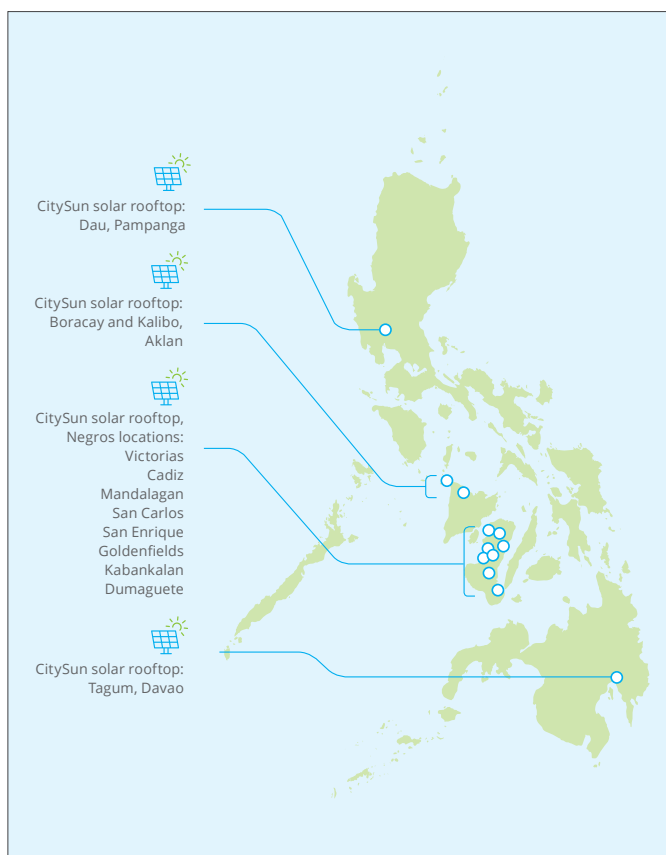 CitySun solar rooftop:
Dau, Pampanga
CitySun solar rooftop:
Boracay and Kalibo,
Aklan
CitySun solar rooftop,
Negros locations:
Victorias
Cadiz
Mandalagan
San Carlos
San Enrique
Goldenfields
Kabankalan
Dumaguete
CitySun solar rooftop:
Tagum, Davao